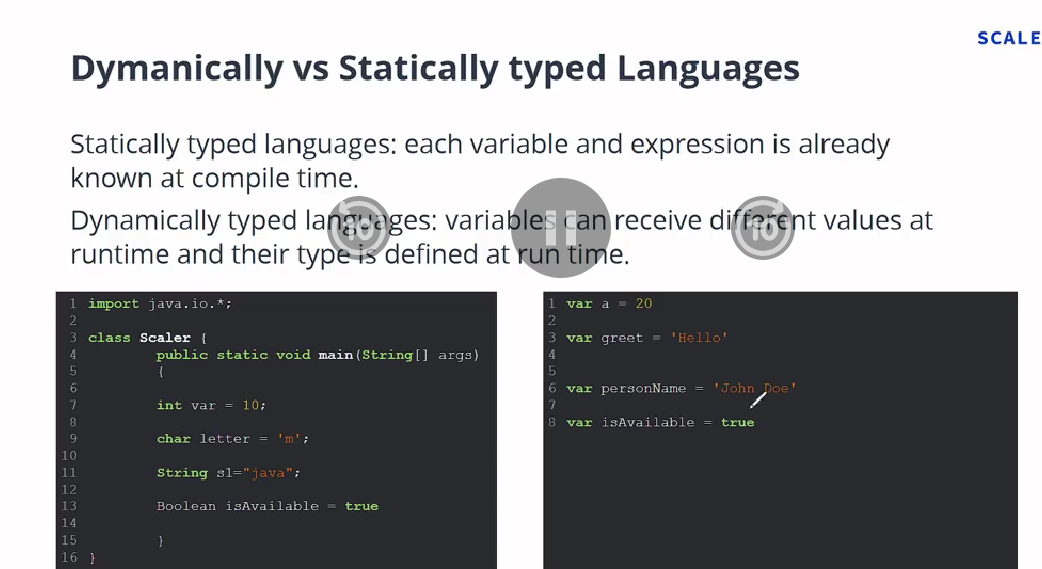 SCALE
Dymanically vs Statically typed Languages
Statically typed languages: each variable and expression is already
known at compile time.
Dynamically typed languages: variables can receive different values at
runtime and their type is defined at run time.
10
10
1 import java.io.*;
2
3 class Scaler {
4 public static void main(String[] args)
5 {
6
7 int var = 10;
8
9 char letter = 'm';
10
11 String s1="java";
12
13 Boolean isAvailable = true
14
15 }
16 }
1 var a = 20
2
3 var greet = 'Hello'
4
5
6 var personName = 'John Doe'
7
8 var isAvailable = true